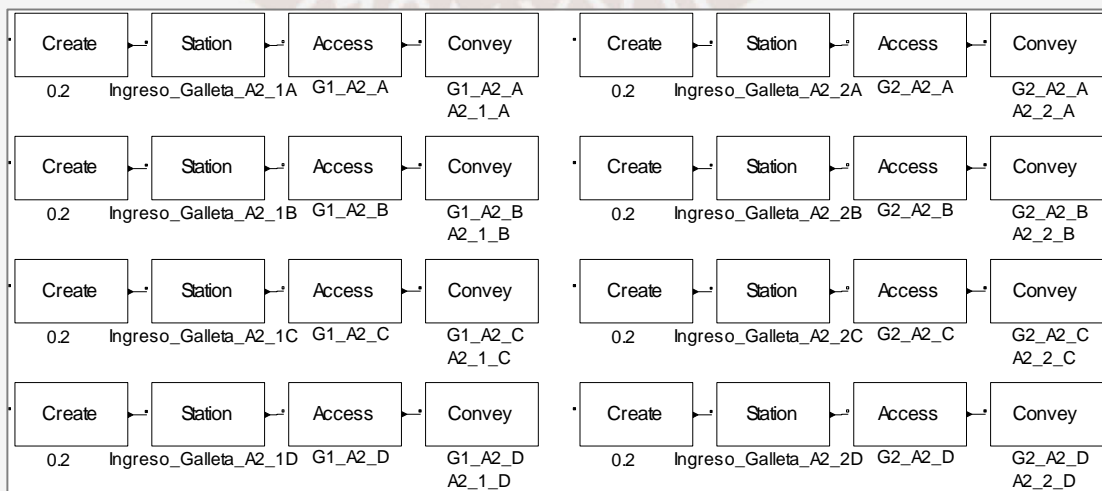 Create Station Access Convey Create Station Access Convey
0.2 Ingreso_Galleta_A2_1A G1_A2_A G1_A2_A 0.2 Ingreso_Galleta_A2_2A G2_A2_A G2_A2_A
A2_1_A A2_2_A
Create Station Access Convey Create Station Access Convey
0.2 Ingreso_Galleta_A2_1B G1_A2_B G1_A2_B 0.2 Ingreso_Galleta_A2_2B G2_A2_B G2_A2_B
A2_1_B A2_2_B
Create Station Access Convey Create Station Access Convey
0.2 Ingreso_Galleta_A2_1C G1_A2_C G1_A2_C 0.2 Ingreso_Galleta_A2_2C G2_A2_C G2_A2_C
A2_1_C A2_2_C
Create Station Access Convey Create Station Access Convey
0.2 Ingreso_Galleta_A2_1D G1_A2_D G1_A2_D 0.2 Ingreso_Galleta_A2_2D G2_A2_D G2_A2_D
A2_1_D A2_2_D